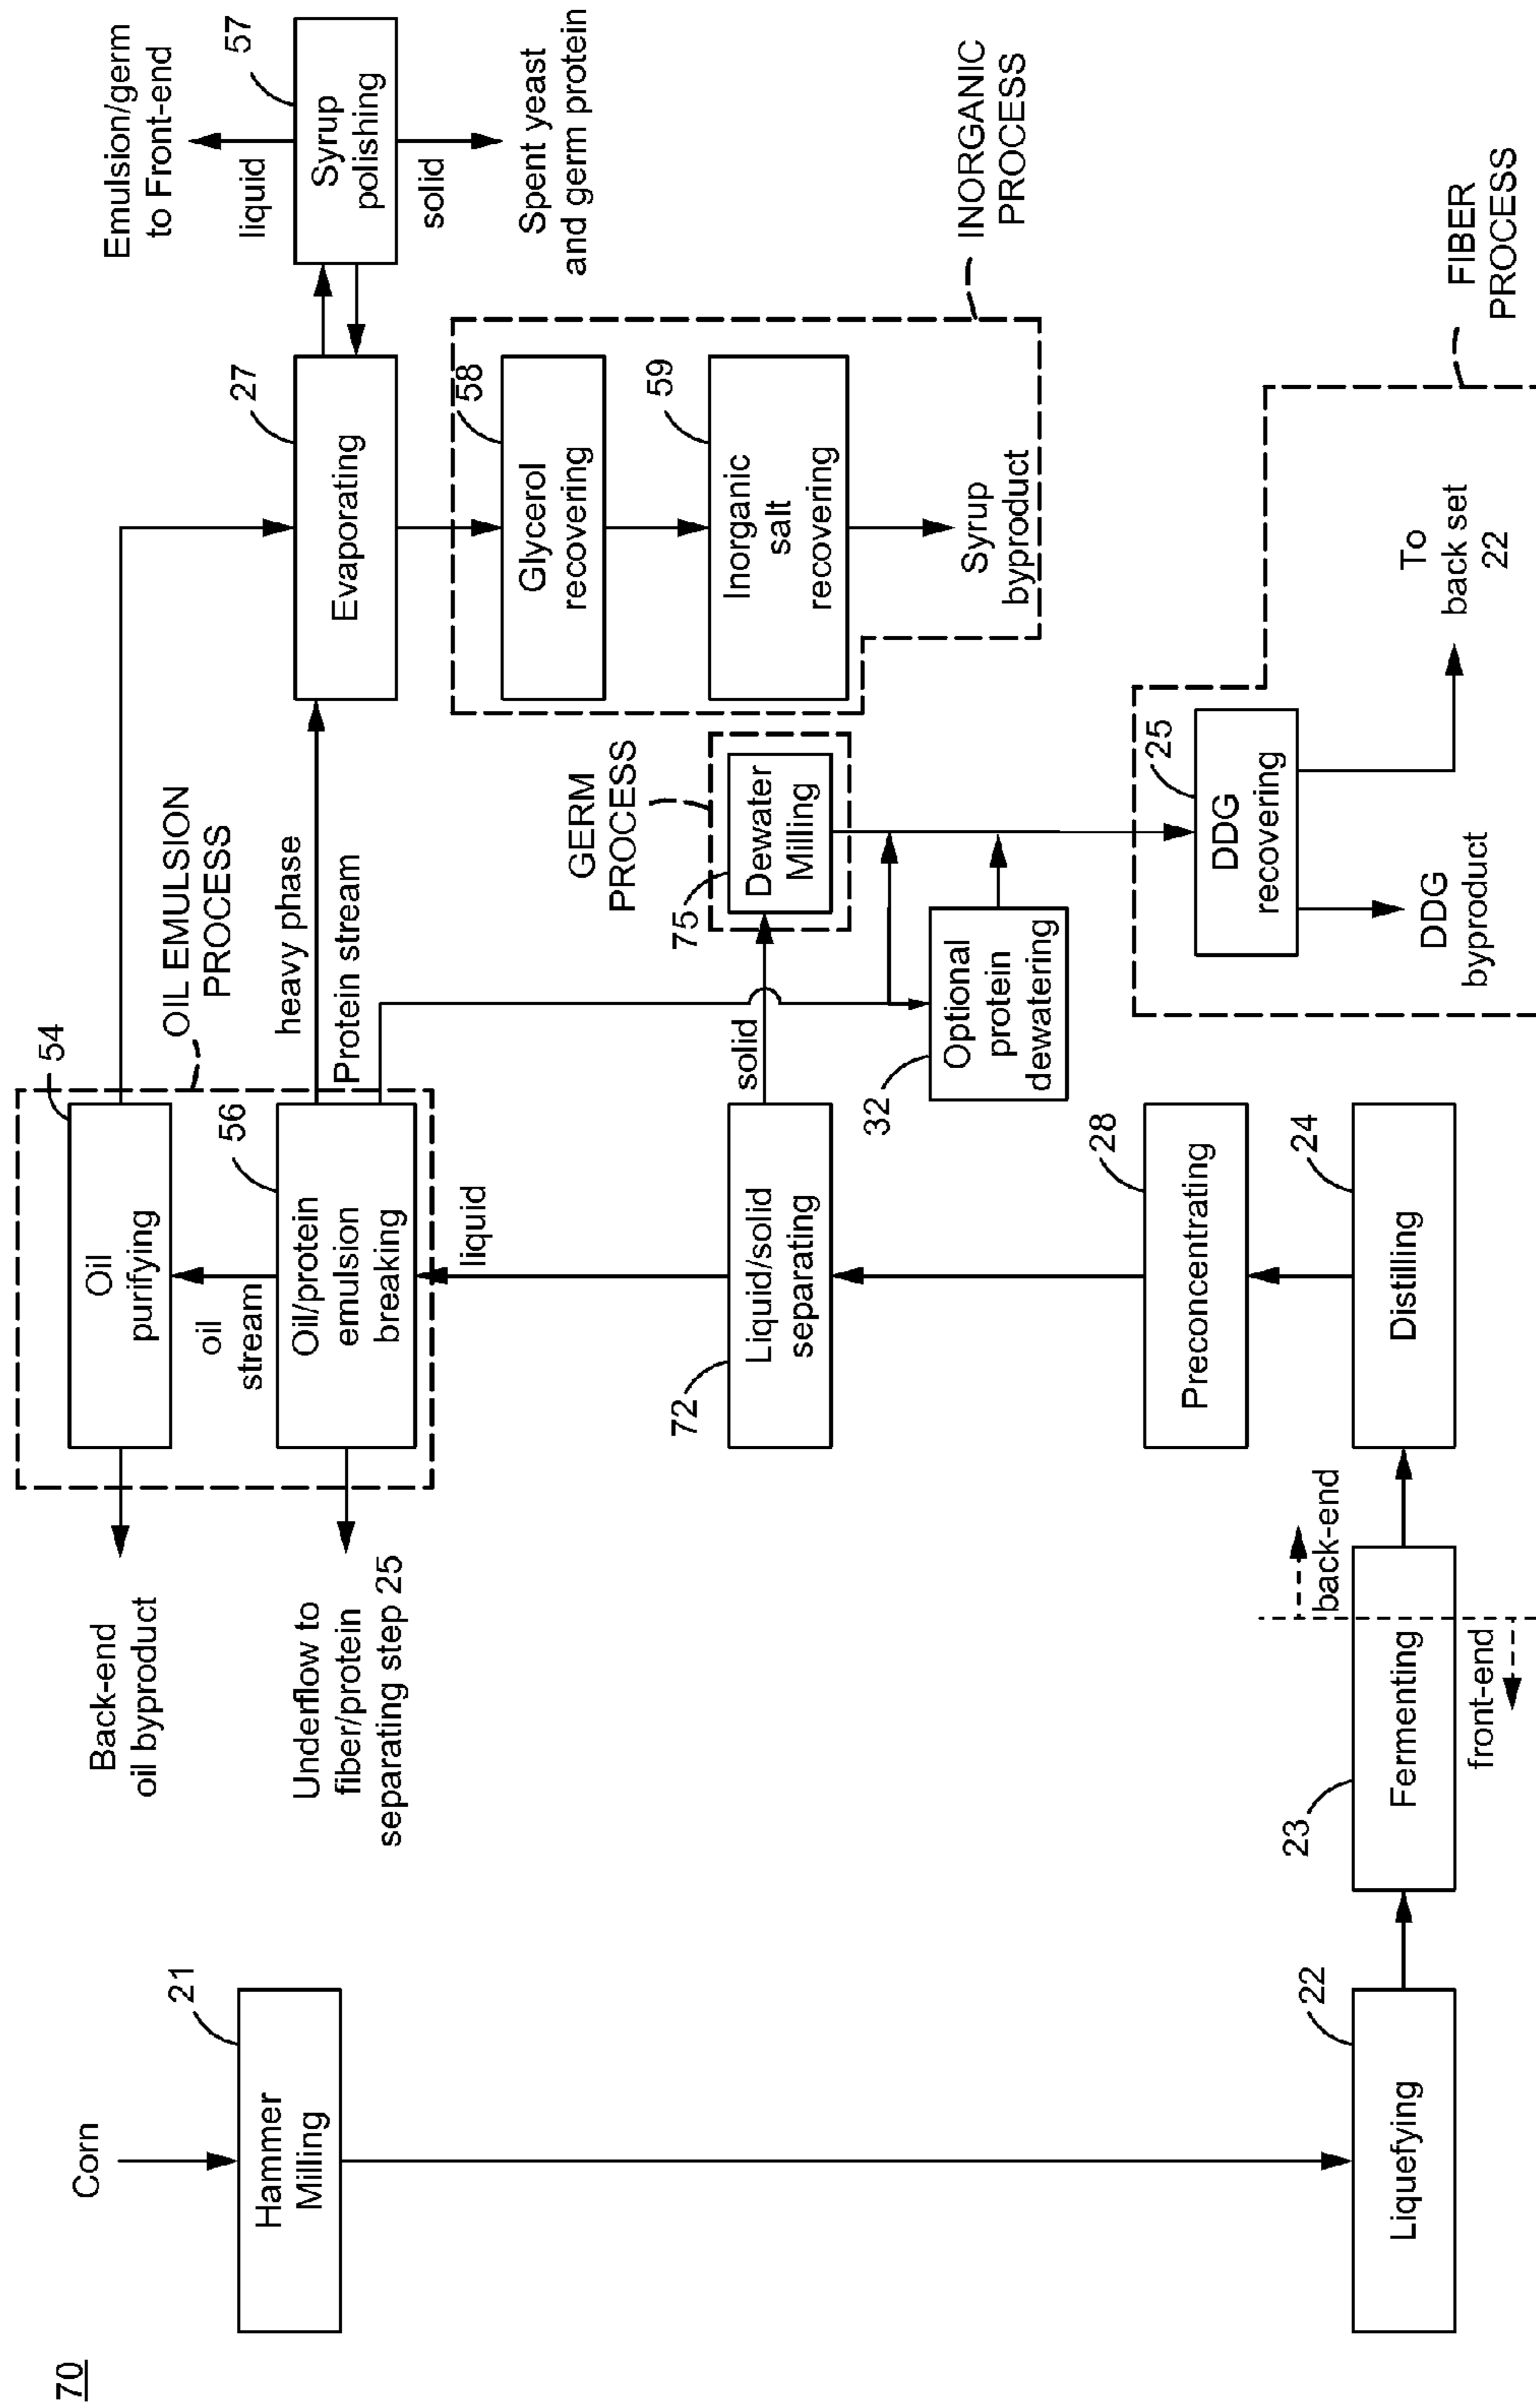 70
Corn
21
Hammer
Milling
22
Liquefying
23
Fermenting
front-end
back-end
24
Distilling
28
Preconcentrating
72
Liquid/solid
separating
liquid
solid
OIL EMULSION
PROCESS
54
Oil
purifying
oil
stream
56
Oil/protein
emulsion
breaking
Back-end
oil byproduct
Underflow to
fiber/protein
separating step 25
heavy phase
Protein stream
27
Evaporating
57
Syrup
polishing
Emulsion/germ
to Front-end
liquid
solid
Spent yeast
and germ protein
INORGANIC
PROCESS
58
Glycerol
recovering
59
Inorganic
salt
recovering
Syrup
byproduct
GERM
PROCESS
75
Dewater
Milling
32
Optional
protein
dewatering
FIBER
PROCESS
25
DDG
recovering
DDG
byproduct
To
back set
22